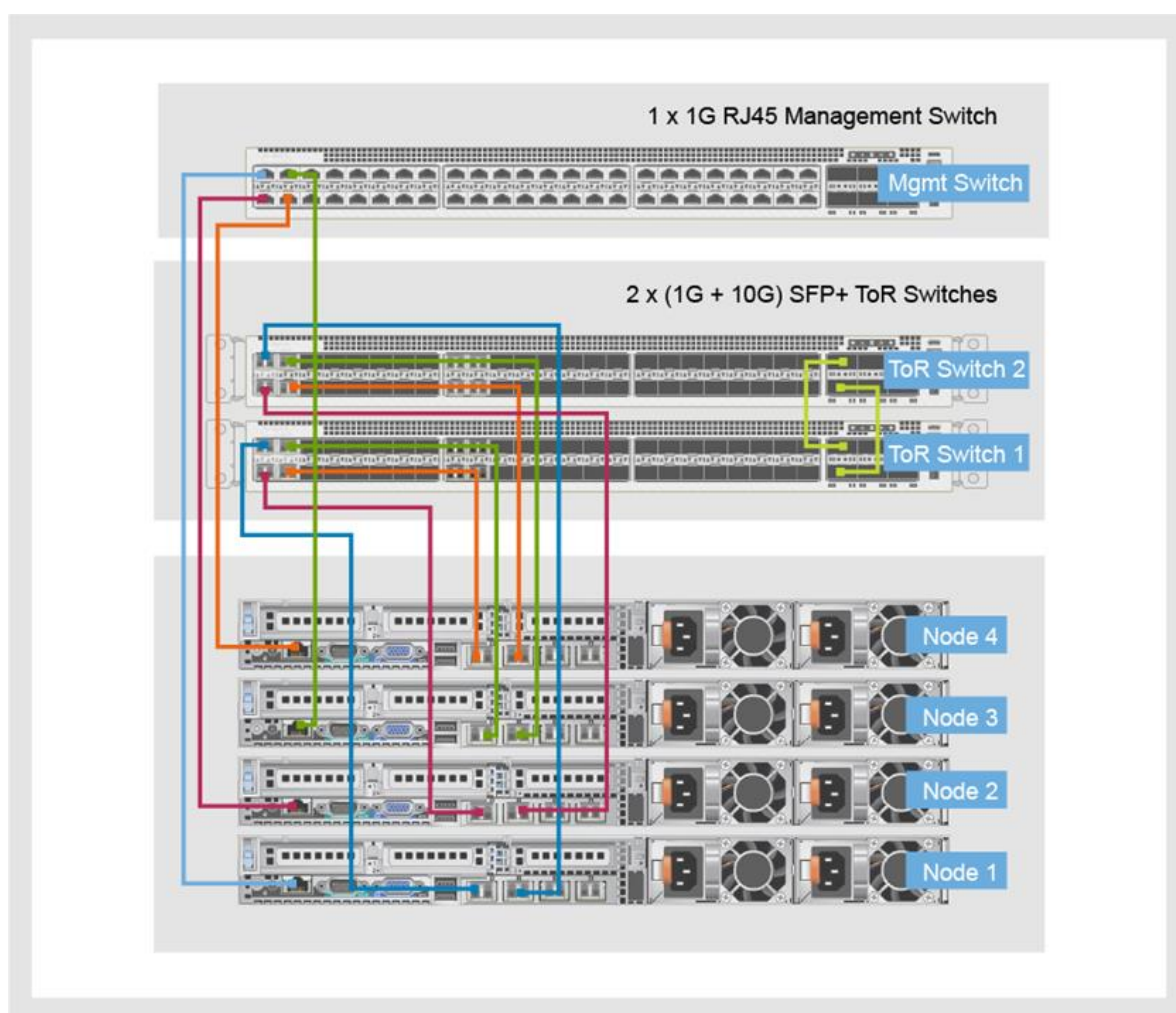 1 x 1G RJ45 Management Switch
Mgmt Switch
2 x (1G + 10G) SFP+ ToR Switches
ToR Switch 2
ToR Switch 1
Node 4
Node 3
Node 2
Node 1